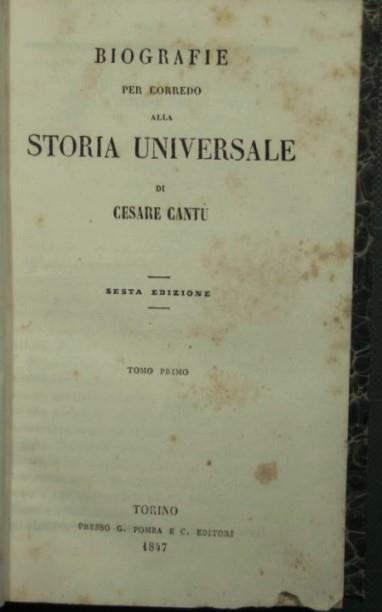 BIOGRAFIE
PER CORREDO
ALLA
STORIA UNIVERSALE
DI
CESARE CANTÙ
SESTA EDIZIONE
TOMO PRIMO
TORINO
PRESSO G. POMBA E C. EDITORI
1847